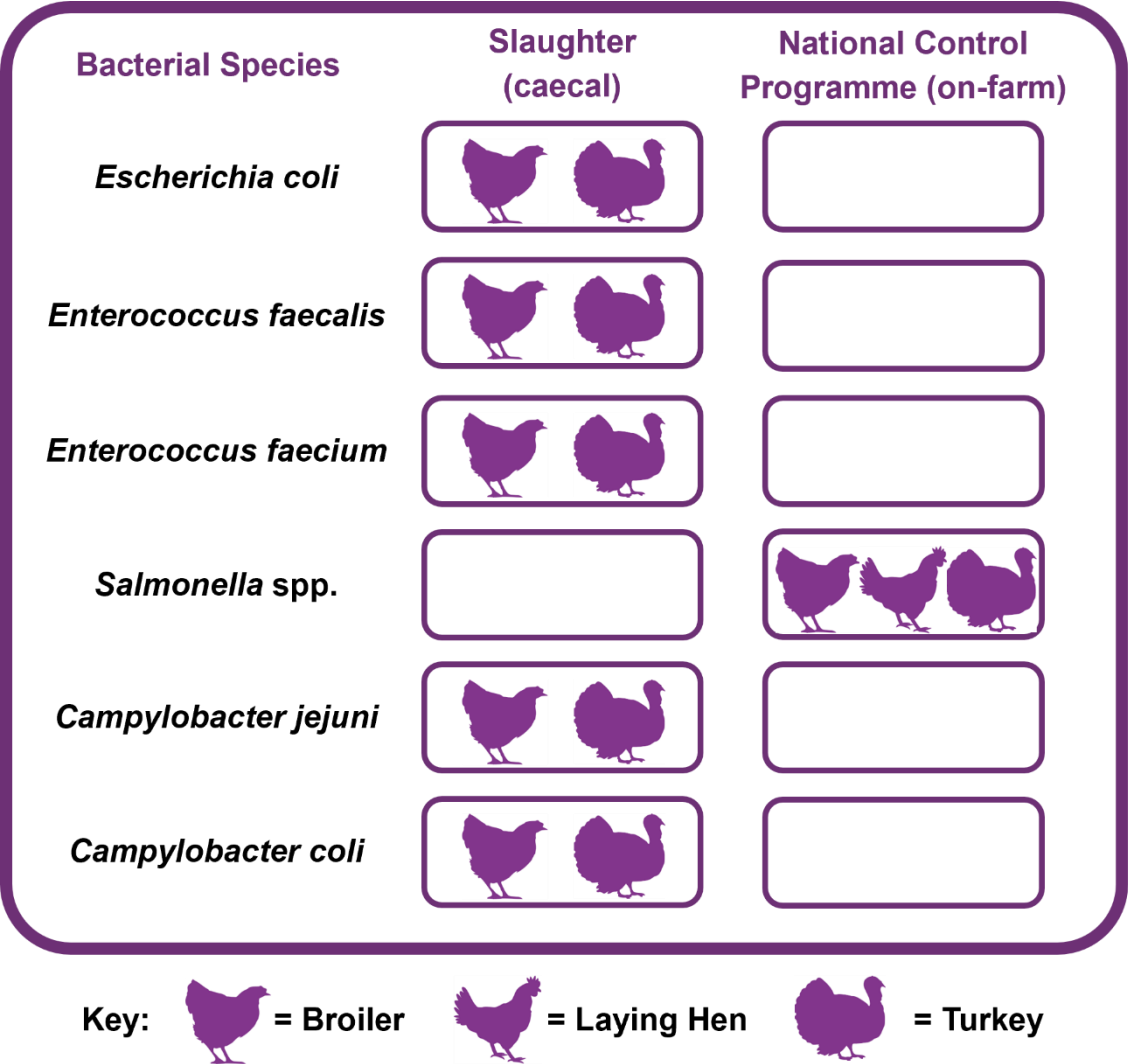 Bacterial Species
Slaughter
(caecal)
National Control
Programme (on-farm)
Escherichia coli
Enterococcus faecalis
Enterococcus faecium
Salmonella spp.
Campylobacter jejuni
Campylobacter coli
Key: = Broiler = Laying Hen = Turkey